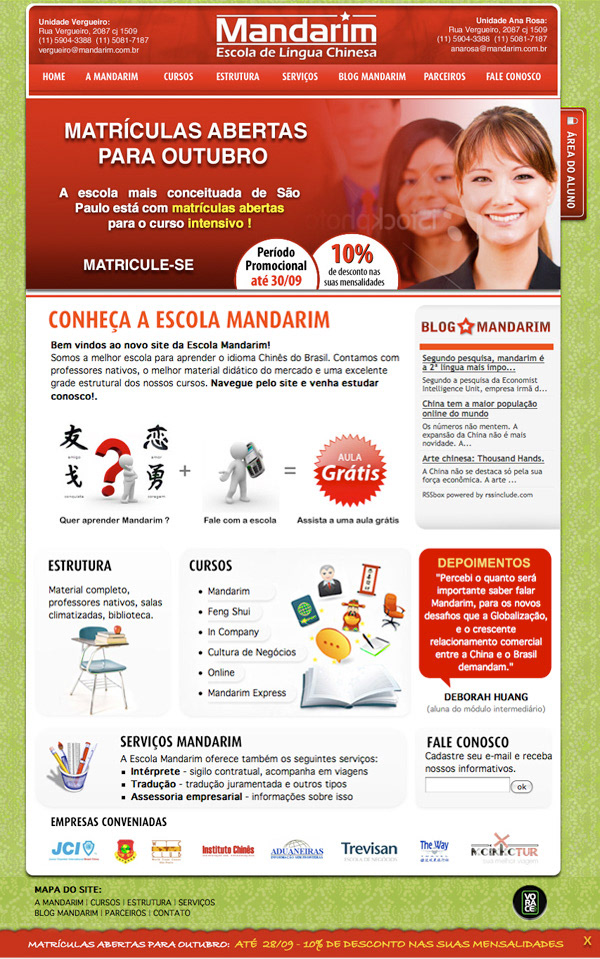 Unidade Vergueiro:
Rua Vergueiro, 2087 cj 1509
(11) 5904-3388 (11) 5081-7187
vergueiro@mandarim.com.br
Mandarim
Escola de Língua Chinesa
Unidade Ana Rosa:
Rua Vergueiro, 2087 cj 1509
(11) 5904-3388 (11) 5081-7187
anarosa@mandarim.com.br
HOME A MANDARIM CURSOS ESTRUTURA SERVIÇOS BLOG MANDARIM PARCEIROS FALE CONOSCO
MATRÍCULAS ABERTAS
PARA OUTUBRO
A escola mais conceituada de São
Paulo está com matrículas abertas
para o curso intensivo !
MATRICULE-SE
Período
Promocional
até 30/09
10%
de desconto nas
suas mensalidades
ÁREA DO ALUNO
CONHEÇA A ESCOLA MANDARIM
Bem vindos ao novo site da Escola Mandarim!
Somos a melhor escola para aprender o idioma Chinês do Brasil. Contamos com
professores nativos, o melhor material didático do mercado e uma excelente
grade estrutural dos nossos cursos. Navegue pelo site e venha estudar
conosco!.
友 恋
amigo amor
戈 勇
coragem
?
+
=
AULA
Grátis
Quer aprender Mandarim ?
Fale com a escola
Assista a uma aula grátis
BLOG MANDARIM
Segundo pesquisa, mandarim é
a 2ª língua mais impo...
Segundo a pesquisa da Economist
Intelligence Unit, empresa irmã d...
China tem a maior população
online do mundo
Os números não mentem. A
expansão da China não é mais
novidade. A...
Arte chinesa: Thousand Hands.
A China não se destaca só pela sua
força econômica. A arte ...
RSSbox powered by rssinclude.com
ESTRUTURA
Material completo,
professores nativos, salas
climatizadas, biblioteca.
CURSOS
• Mandarim
• Feng Shui
• In Company
• Cultura de Negócios
• Online
• Mandarim Express
DEPOIMENTOS
"Percebi o quanto será
importante saber falar
Mandarim, para os novos
desafios que a Globalização,
e o crescente
relacionamento comercial
entre a China e o Brasil
demandam."
DEBORAH HUANG
(aluna do módulo intermediário)
SERVIÇOS MANDARIM
A Escola Mandarim oferece também os seguintes serviços:
▪ Intérprete - sigilo contratual, acompanha em viagens
▪ Tradução - tradução juramentada e outros tipos
▪ Assessoria empresarial - informações sobre isso
FALE CONOSCO
Cadastre seu e-mail e receba
nossos informativos.
ok
EMPRESAS CONVENIADAS
JCI
Instituto Chinês
ADUANEIRAS
INFORMAÇÃO SEM FRONTEIRAS
Trevisan
ESCOLA DE NEGÓCIOS
The Way
MOINHOTUR
sua melhor viagem
MAPA DO SITE:
A MANDARIM | CURSOS | ESTRUTURA | SERVIÇOS
BLOG MANDARIM | PARCEIROS | CONTATO
VORACE
MATRÍCULAS ABERTAS PARA OUTUBRO: ATÉ 28/09 - 10% DE DESCONTO NAS SUAS MENSALIDADES X